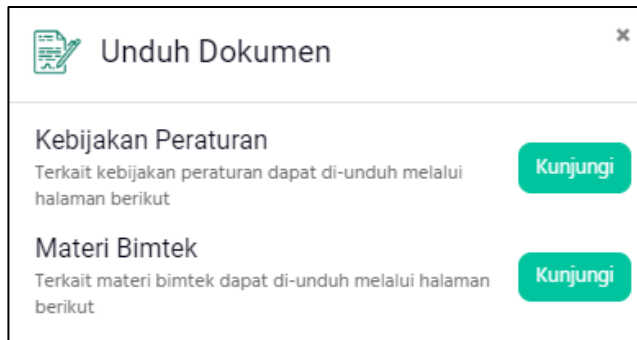 Unduh Dokumen
Kebijakan Peraturan
Terkait kebijakan peraturan dapat di-unduh melalui
halaman berikut
Kunjungi
Materi Bimtek
Terkait materi bimtek dapat di-unduh melalui halaman
berikut
Kunjungi